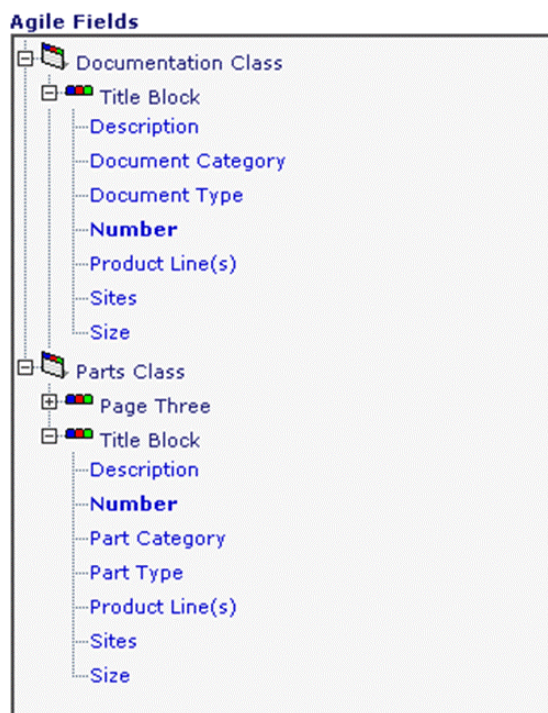 Agile Fields
Documentation Class
Title Block
Description
Document Category
Document Type
Number
Product Line(s)
Sites
Size
Parts Class
Page Three
Title Block
Description
Number
Part Category
Part Type
Product Line(s)
Sites
Size